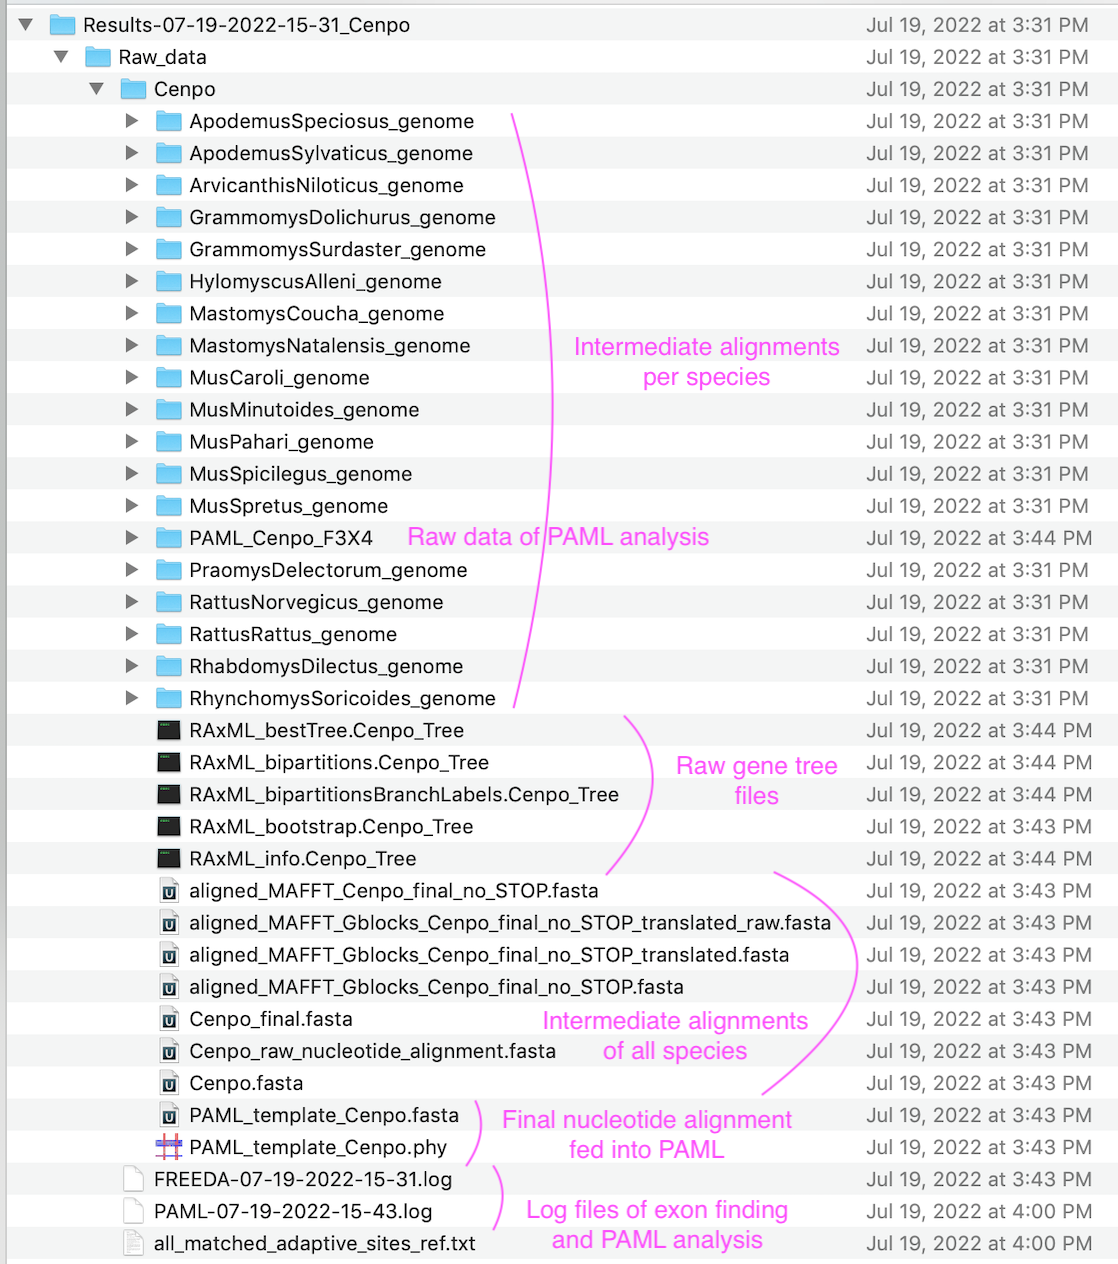 Results-07-19-2022-15-31_Cenpo Jul 19, 2022 at 3:31 PM
Raw_data Jul 19, 2022 at 3:31 PM
Cenpo Jul 19, 2022 at 3:31 PM
ApodemusSpeciosus_genome Jul 19, 2022 at 3:31 PM
ApodemusSylvaticus_genome Jul 19, 2022 at 3:31 PM
ArvicanthisNiloticus_genome Jul 19, 2022 at 3:31 PM
GrammomysDolichurus_genome Jul 19, 2022 at 3:31 PM
GrammomysSurdaster_genome Jul 19, 2022 at 3:31 PM
HylomyscusAlleni_genome Jul 19, 2022 at 3:31 PM
MastomysCoucha_genome Jul 19, 2022 at 3:31 PM
MastomysNatalensis_genome Jul 19, 2022 at 3:31 PM
Intermediate alignments
per species
MusCaroli_genome Jul 19, 2022 at 3:31 PM
MusMinutoides_genome Jul 19, 2022 at 3:31 PM
MusPahari_genome Jul 19, 2022 at 3:31 PM
MusSpicilegus_genome Jul 19, 2022 at 3:31 PM
MusSpretus_genome Jul 19, 2022 at 3:31 PM
PAML_Cenpo_F3X4 Raw data of PAML analysis Jul 19, 2022 at 3:44 PM
PraomysDelectorum_genome Jul 19, 2022 at 3:31 PM
RattusNorvegicus_genome Jul 19, 2022 at 3:31 PM
RattusRattus_genome Jul 19, 2022 at 3:31 PM
RhabdomysDilectus_genome Jul 19, 2022 at 3:31 PM
RhynchomysSoricoides_genome Jul 19, 2022 at 3:31 PM
RAxML_bestTree.Cenpo_Tree Jul 19, 2022 at 3:44 PM
RAxML_bipartitions.Cenpo_Tree Jul 19, 2022 at 3:44 PM
Raw gene tree
files
RAxML_bipartitionsBranchLabels.Cenpo_Tree Jul 19, 2022 at 3:44 PM
RAxML_bootstrap.Cenpo_Tree Jul 19, 2022 at 3:43 PM
RAxML_info.Cenpo_Tree Jul 19, 2022 at 3:44 PM
aligned_MAFFT_Cenpo_final_no_STOP.fasta Jul 19, 2022 at 3:43 PM
aligned_MAFFT_Gblocks_Cenpo_final_no_STOP_translated_raw.fasta Jul 19, 2022 at 3:43 PM
aligned_MAFFT_Gblocks_Cenpo_final_no_STOP_translated.fasta Jul 19, 2022 at 3:43 PM
aligned_MAFFT_Gblocks_Cenpo_final_no_STOP.fasta Jul 19, 2022 at 3:43 PM
Cenpo_final.fasta Jul 19, 2022 at 3:43 PM
Intermediate alignments
of all species
Cenpo_raw_nucleotide_alignment.fasta Jul 19, 2022 at 3:43 PM
Cenpo.fasta Jul 19, 2022 at 3:43 PM
PAML_template_Cenpo.fasta Jul 19, 2022 at 3:43 PM
Final nucleotide alignment
fed into PAML
PAML_template_Cenpo.phy Jul 19, 2022 at 3:43 PM
FREEDA-07-19-2022-15-31.log Jul 19, 2022 at 3:43 PM
PAML-07-19-2022-15-43.log Jul 19, 2022 at 4:00 PM
Log files of exon finding
and PAML analysis
all_matched_adaptive_sites_ref.txt Jul 19, 2022 at 4:00 PM